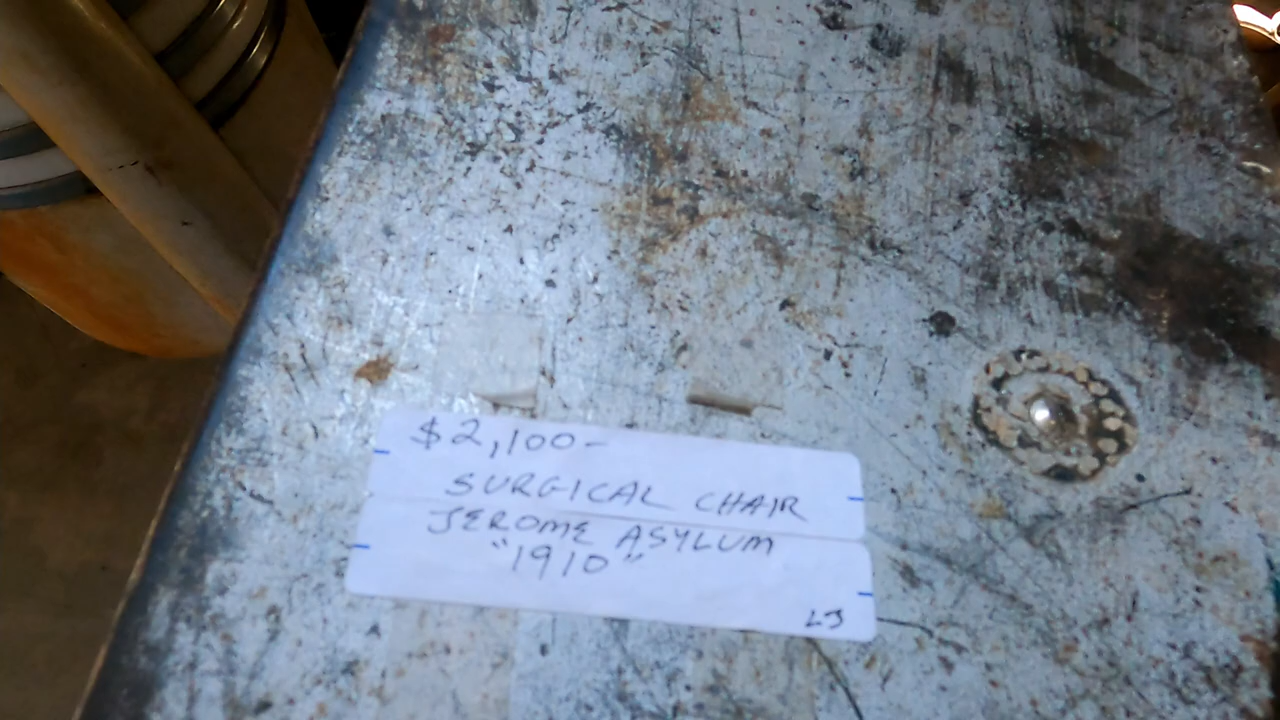 $2,100-
SURGICAL CHAIR
JEROME ASYLUM
"1910"
LJ